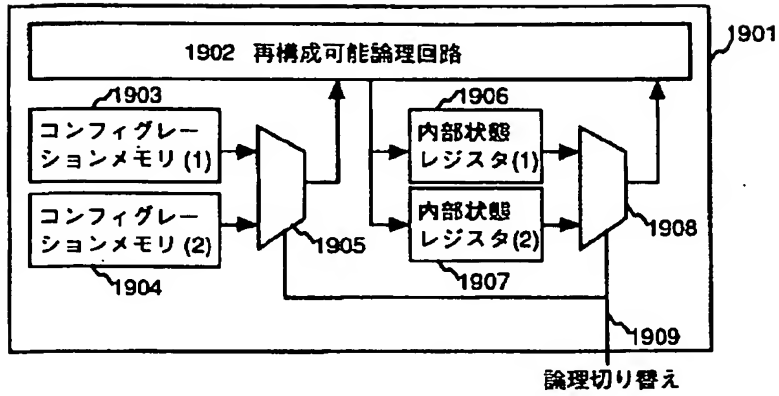 1901
1902 再構成可能論理回路
1903
コンフィグレー
ションメモリ(1)
1906
内部状態
レジスタ(1)
コンフィグレー
ションメモリ(2)
1905
内部状態
レジスタ(2)
1908
1904
1907
1909
論理切り替え